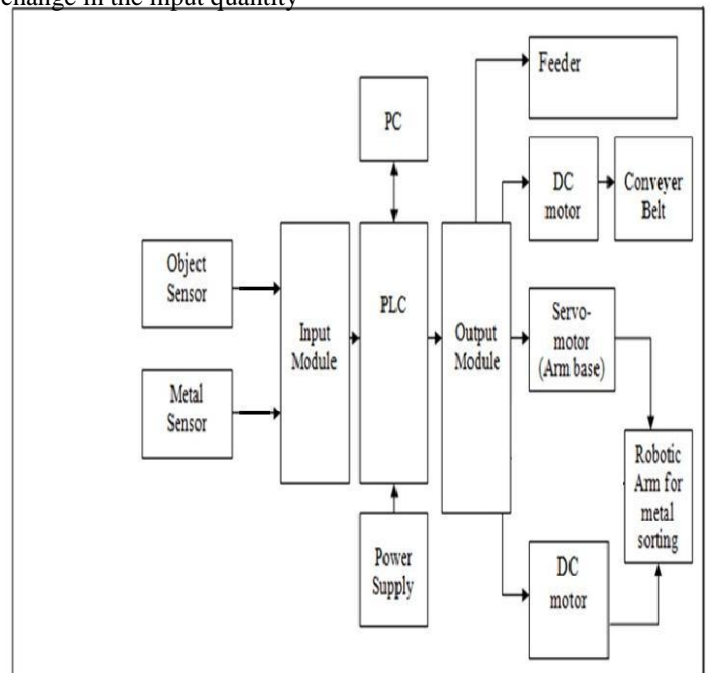 change in the input quantity
Feeder
PC
DC
motor
Conveyer
Belt
Object
Sensor
Input
Module
PLC
Output
Module
Servo-
motor
(Arm base)
Metal
Sensor
Robotic
Arm for
metal
sorting
Power
Supply
DC
motor